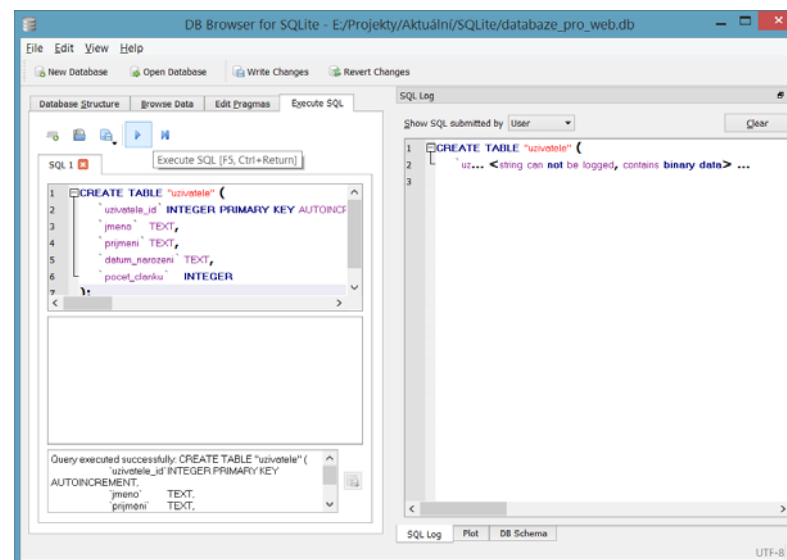 DB Browser for SQLite - E:/Projekty/Aktuální/SQLite/databaze_pro_web.db
File Edit View Help
New Database Open Database Write Changes Revert Changes
Database Structure Browse Data Edit Pragmas Execute SQL
Execute SQL [F5, Ctrl+Return]
SQL 1
1 CREATE TABLE "uzivatele" (
2 `uzivatele_id` INTEGER PRIMARY KEY AUTOINCF
3 `jmeno` TEXT,
4 `prijmeni` TEXT,
5 `datum_narozeni` TEXT,
6 `pocet_clanku` INTEGER
7 );
Query executed successfully: CREATE TABLE "uzivatele" (
`uzivatele_id` INTEGER PRIMARY KEY
AUTOINCREMENT,
`jmeno` TEXT,
`prijmeni` TEXT,
SQL Log
Show SQL submitted by User Clear
1 CREATE TABLE "uzivatele" (
2 `uz... <string can not be logged, contains binary data> ...
3
SQL Log Plot DB Schema
UTF-8